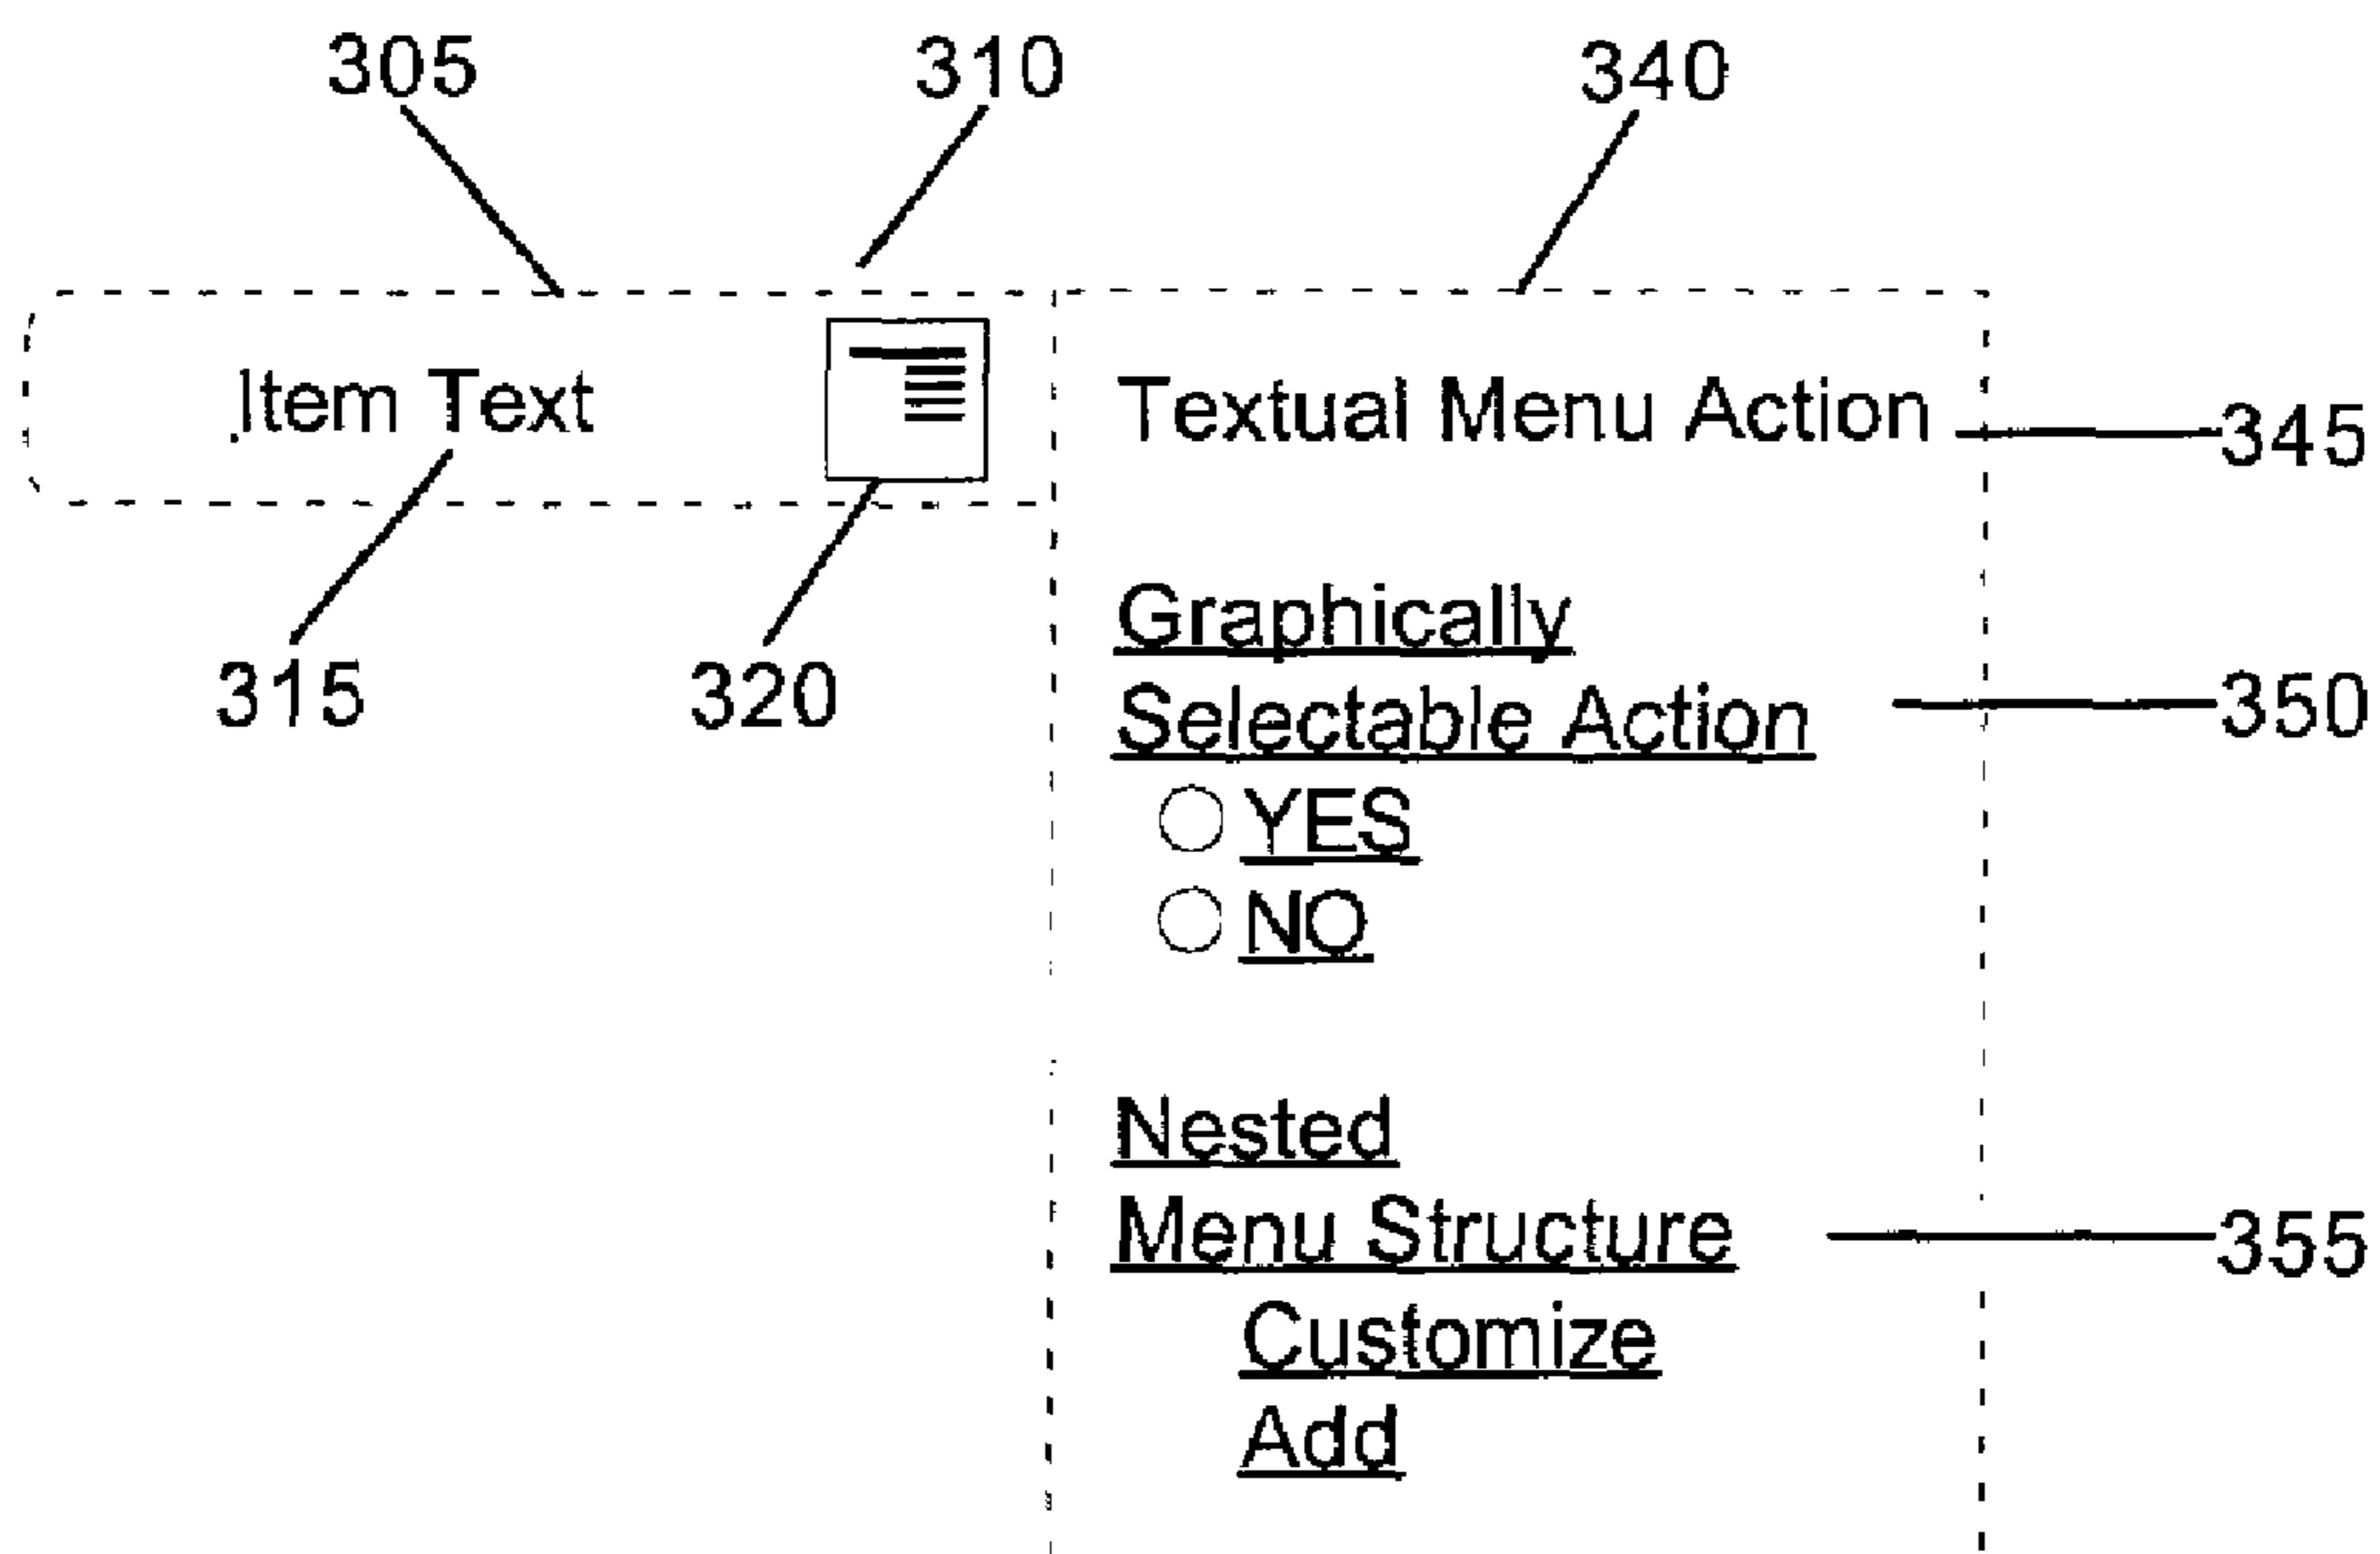 305 310 340
Item Text
Textual Menu Action 345
315 320
Graphically
Selectable Action 350
YES
NO
Nested
Menu Structure 355
Customize
Add